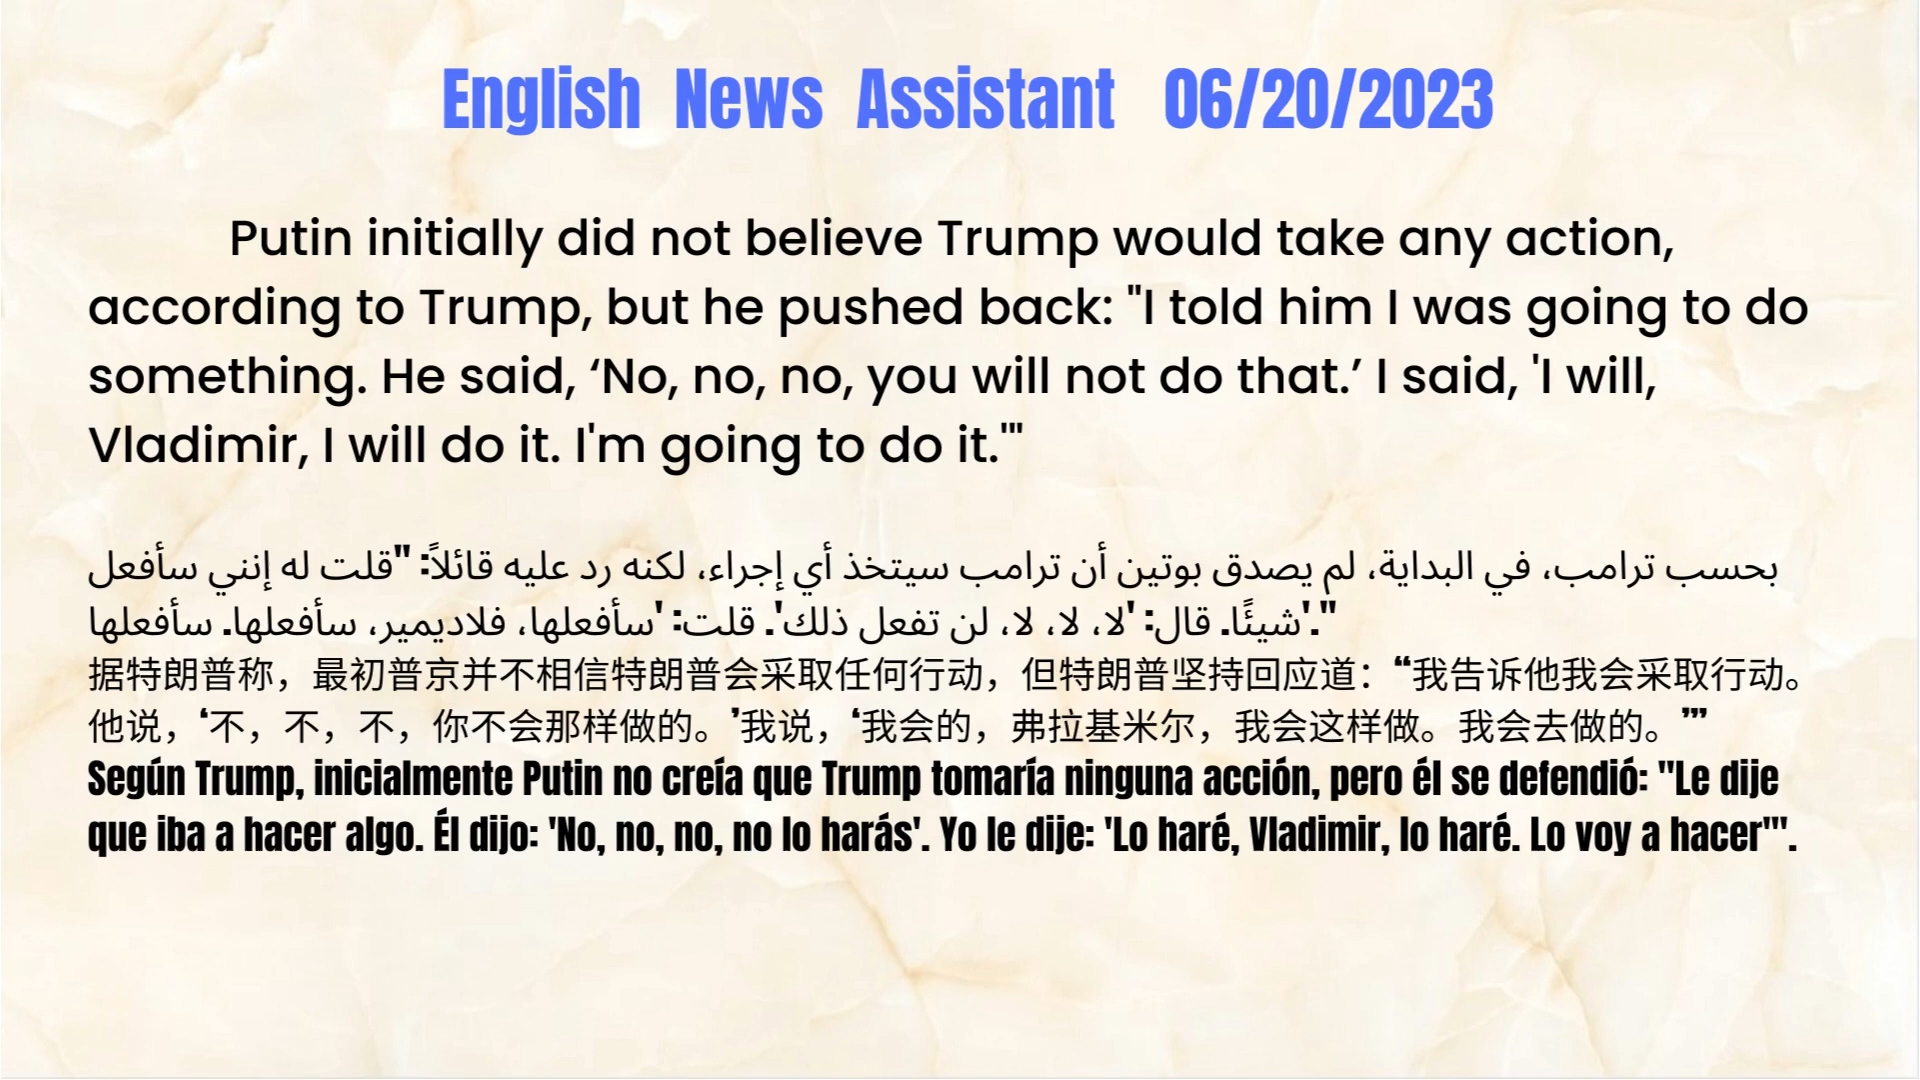 English News Assistant 06/20/2023
Putin initially did not believe Trump would take any action,
according to Trump, but he pushed back: "I told him I was going to do
something. He said, ‘No, no, no, you will not do that.’ I said, 'I will,
Vladimir, I will do it. I'm going to do it.'"
بحسب ترامب، في البداية، لم يصدق بوتين أن ترامب سيتخذ أي إجراء، لكنه رد عليه قائلاً: "قلت له إنني سأفعل
شيئًا. قال: 'لا، لا، لا، لن تفعل ذلك'. قلت: 'سأفعلها، فلاديمير، سأفعلها. سأفعلها'."
据特朗普称，最初普京并不相信特朗普会采取任何行动，但特朗普坚持回应道：“我告诉他我会采取行动。
他说，‘不，不，不，你不会那样做的。’我说，‘我会的，弗拉基米尔，我会这样做。我会去做的。’”
Según Trump, inicialmente Putin no creía que Trump tomaría ninguna acción, pero él se defendió: "Le dije
que iba a hacer algo. Él dijo: 'No, no, no, no lo harás'. Yo le dije: 'Lo haré, Vladimir, lo haré. Lo voy a hacer'".